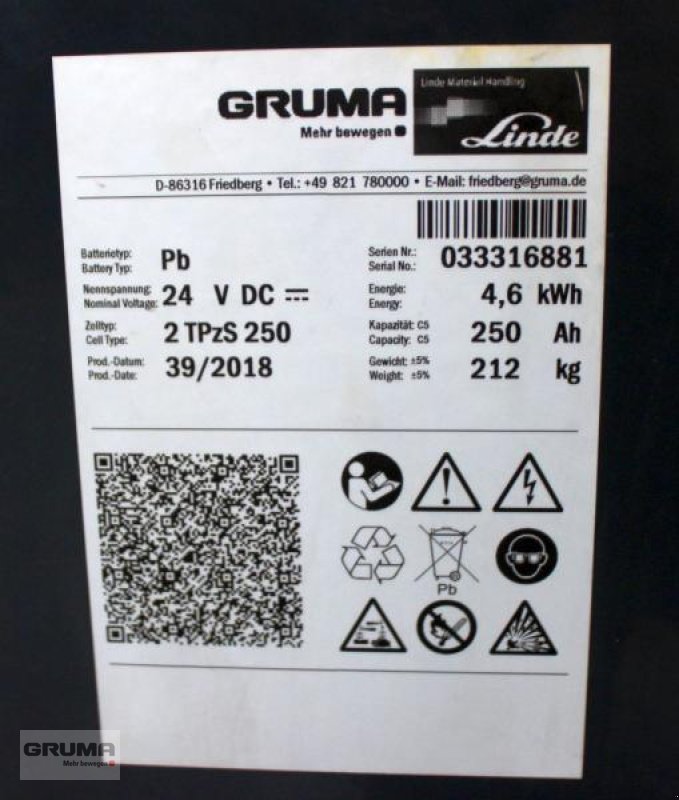 GRUMA
Mehr bewegen
Linde Material Handling
Linde
D-86316 Friedberg • Tel.: +49 821 780000 • E-Mail: friedberg@gruma.de
Batterietyp:
Battery Typ: Pb
Serien Nr.:
Serial No.: 033316881
Nennspannung:
Nominal Voltage: 24 V DC
Energie:
Energy: 4,6 kWh
Zelltyp:
Cell Type: 2 TPzS 250
Kapazität: C5
Capacity: C5 250 Ah
Prod.-Datum:
Prod.-Date: 39/2018
Gewicht: ±5%
Weight: ±5% 212 kg
Pb
GRUMA
Mehr bewegen